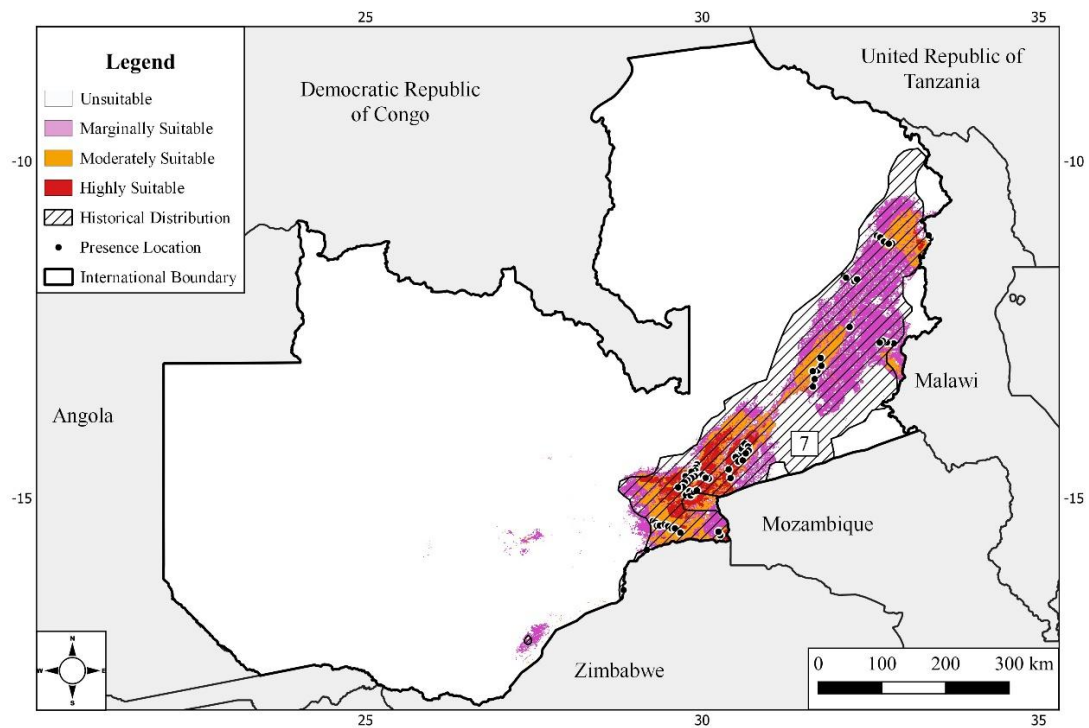 25
30
35
Legend
Unsuitable
Marginally Suitable
Moderately Suitable
Highly Suitable
Historical Distribution
Presence Location
International Boundary
Democratic Republic
of Congo
United Republic of
Tanzania
-10
-10
Angola
Malawi
7
-15
-15
Mozambique
Zimbabwe
N
W
E
S
0
100
200
300 km
25
30
35